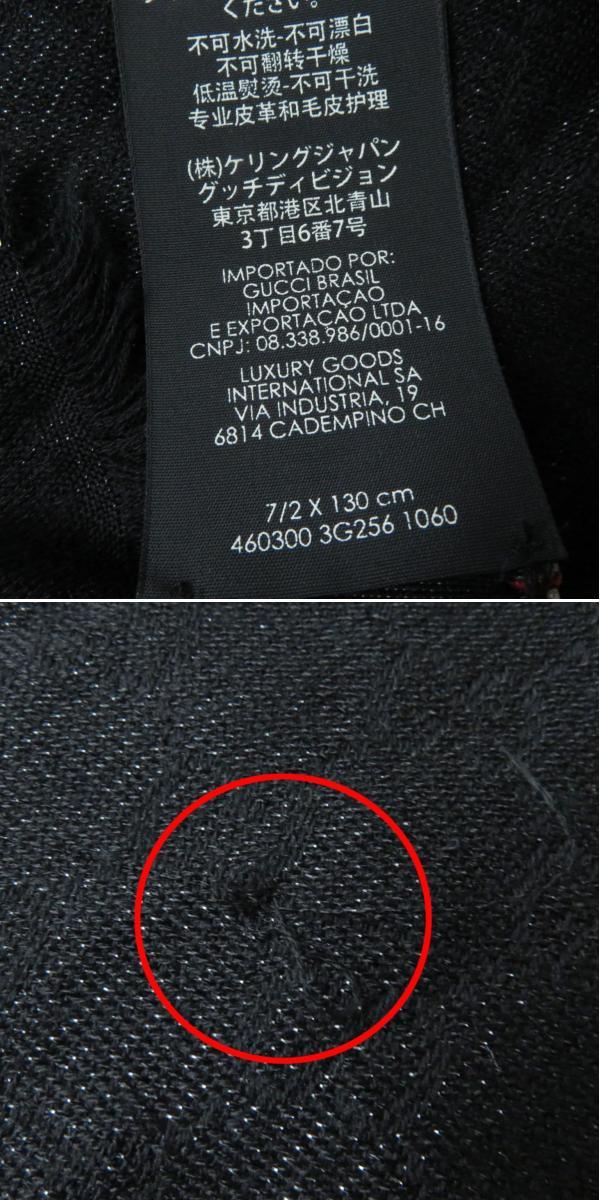 ください。
不可水洗-不可漂白
不可翻转干燥
低温熨烫-不可干洗
专业皮革和毛皮护理
(株)ケリングジャパン
グッチディビジョン
東京都港区北青山
3丁目6番7号
IMPORTADO POR:
GUCCI BRASIL
IMPORTAÇAO
E EXPORTAÇAO LTDA
CNPJ: 08.338.986/0001-16
LUXURY GOODS
INTERNATIONAL SA
VIA INDUSTRIA, 19
6814 CADEMPINO CH
7/2 X 130 cm
460300 3G256 1060